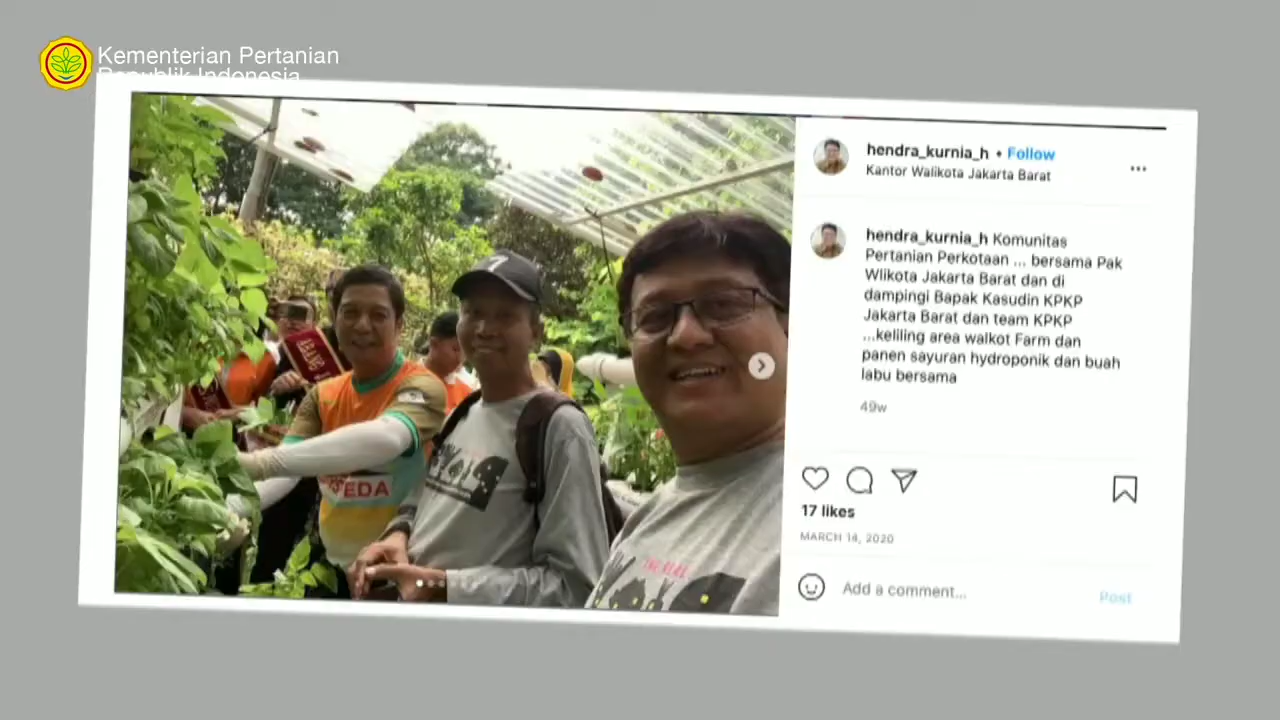 Kementerian Pertanian
Republik Indonesia
hendra_kurnia_h • Follow
Kantor Walikota Jakarta Barat
hendra_kurnia_h Komunitas
Pertanian Perkotaan ... bersama Pak
Wlikota Jakarta Barat dan di
dampingi Bapak Kasudin KPKP
Jakarta Barat dan team KPKP
...keliling area walkot Farm dan
panen sayuran hydroponik dan buah
labu bersama
49w
17 likes
MARCH 14, 2020
Add a comment...
Post